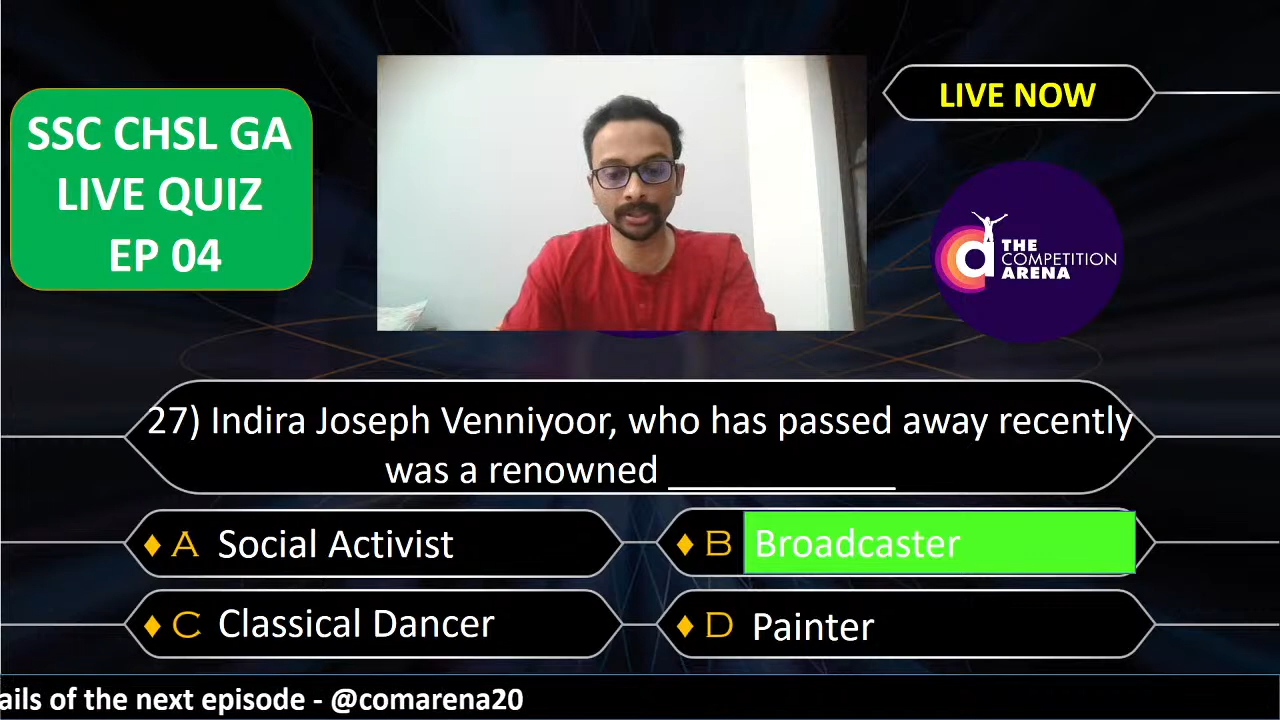 SSC CHSL GA
LIVE QUIZ
EP 04
LIVE NOW
THE
COMPETITION
ARENA
27) Indira Joseph Venniyoor, who has passed away recently
was a renowned ___________
A Social Activist
B Broadcaster
C Classical Dancer
D Painter
ails of the next episode - @comarena20